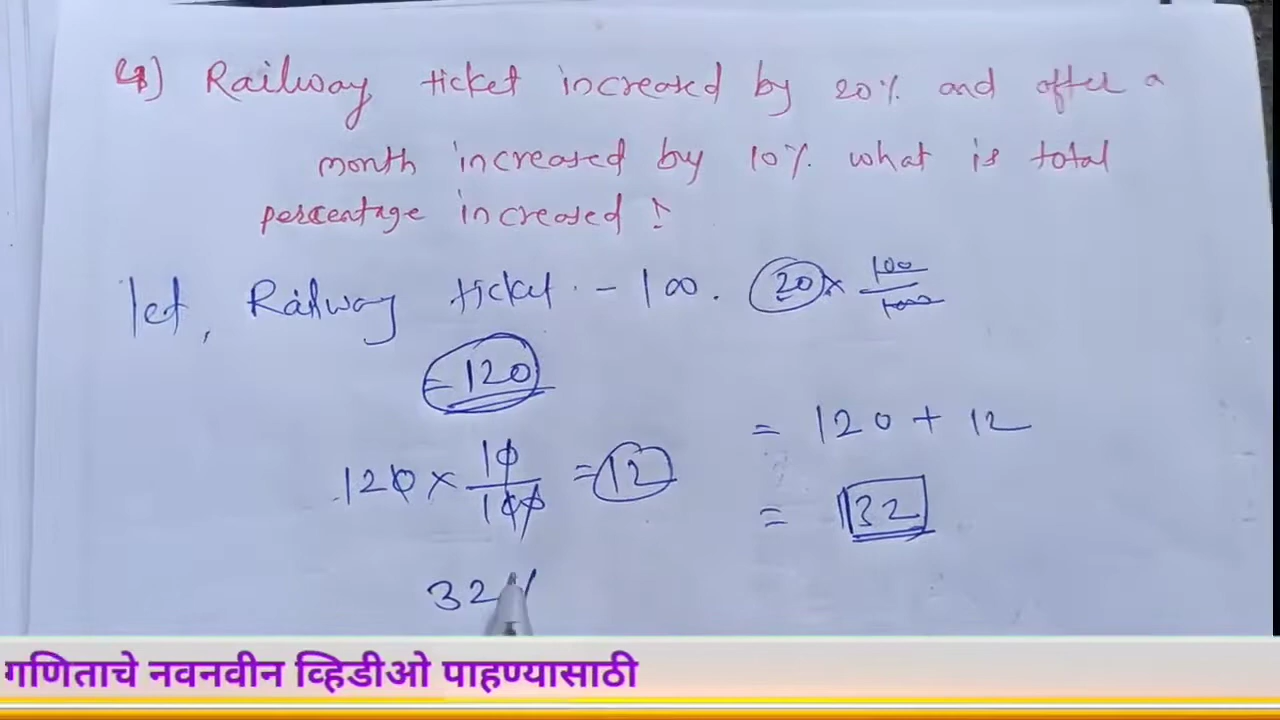 4) Railway ticket increased by 20% and after a
month increased by 10% what is total
percentage increased ?
let, Railway ticket - 100. 20 × 100/100
= 120
120 × 10/100 = 12
= 120 + 12
= 132
32%
गणिताचे नवनवीन व्हिडीओ पाहण्यासाठी